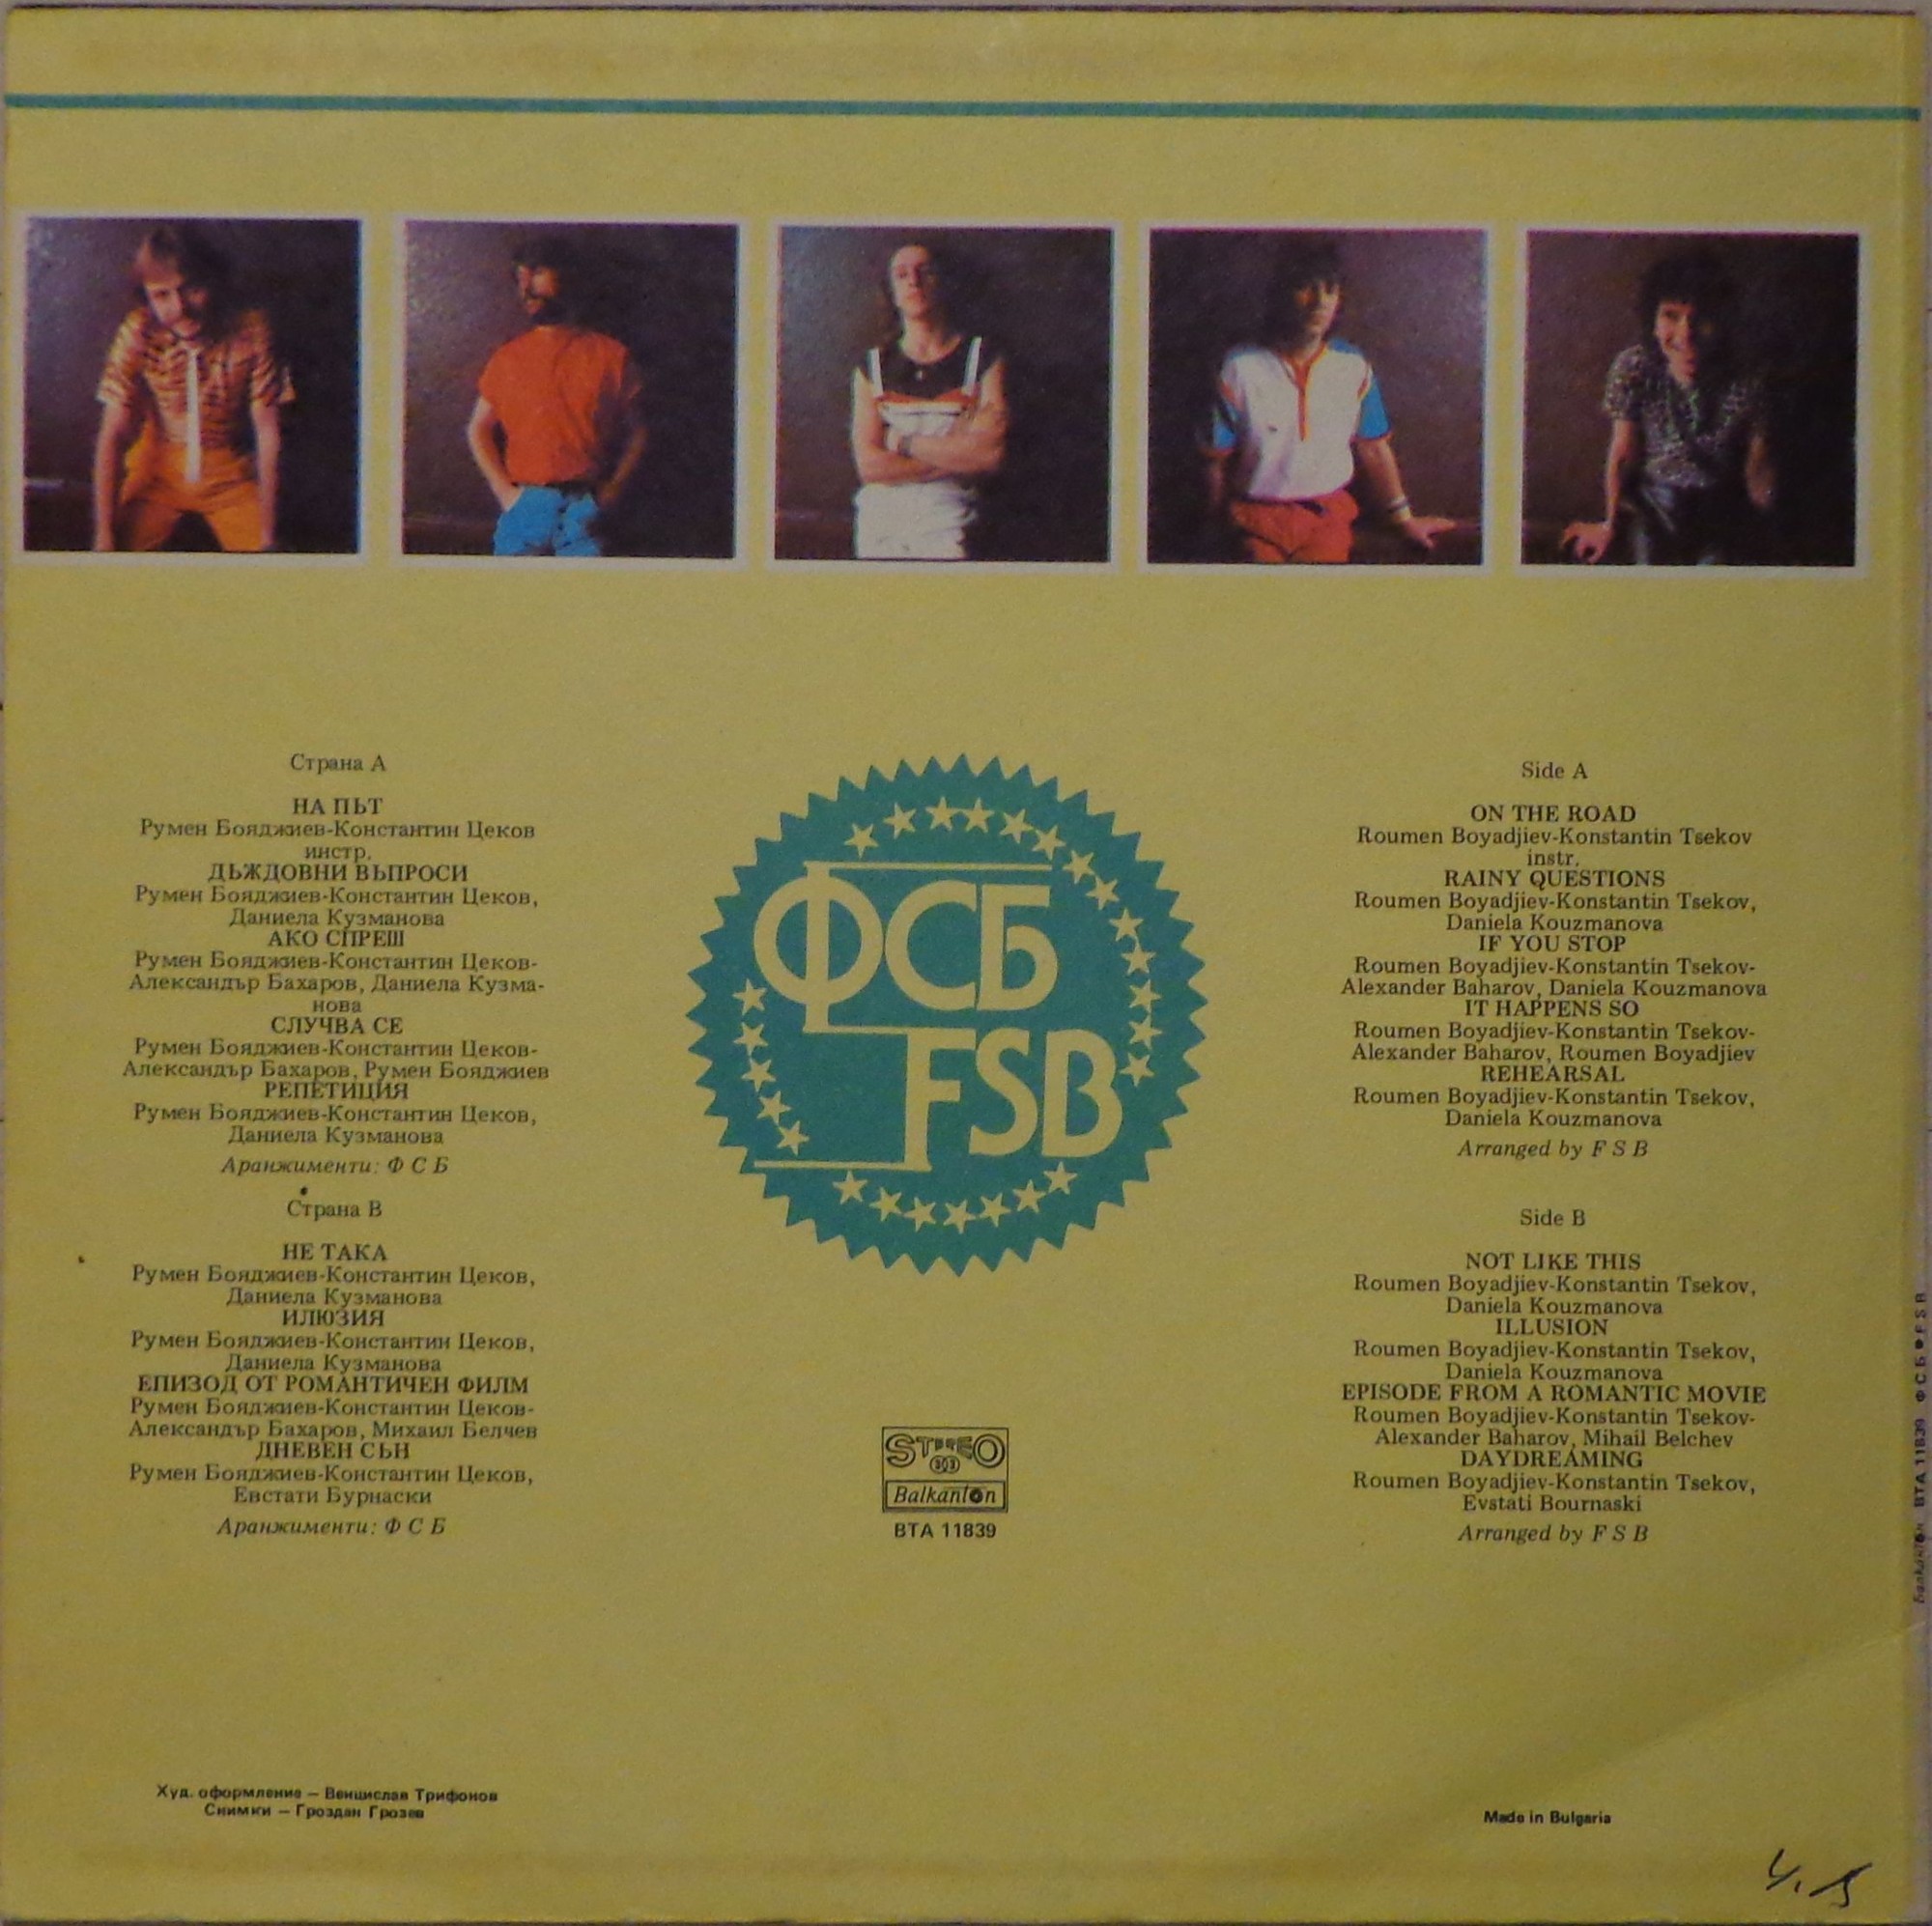 Страна А
НА ПЬТ
Румен Бояджиев-Константин Цеков
инстр.
ДЬЖДОВНИ ВЬПРОСИ
Румен Бояджиев-Константин Цеков,
Даниела Кузманова
АКО СПРЕШ
Румен Бояджиев-Константин Цеков-
Александър Бахаров, Даниела Кузма-
нова
СЛУЧВА СЕ
Румен Бояджиев-Константин Цеков-
Александър Бахаров, Румен Бояджиев
РЕПЕТИЦИЯ
Румен Бояджиев-Константин Цеков,
Даниела Кузманова
Аранжименти: Ф С Б
Страна В
НЕ ТАКА
Румен Бояджиев-Константин Цеков,
Даниела Кузманова
ИЛЮЗИЯ
Румен Бояджиев-Константин Цеков,
Даниела Кузманова
ЕПИЗОД ОТ РОМАНТИЧЕН ФИЛМ
Румен Бояджиев-Константин Цеков-
Александър Бахаров, Михаил Белчев
ДНЕВЕН СЬН
Румен Бояджиев-Константин Цеков,
Евстати Бурнаски
Аранжименти: Ф С Б
ФСБ
FSB
STEREO
Balkanton
ВТА 11839
Side A
ON THE ROAD
Roumen Boyadjiev-Konstantin Tsekov
instr.
RAINY QUESTIONS
Roumen Boyadjiev-Konstantin Tsekov,
Daniela Kouzmanova
IF YOU STOP
Roumen Boyadjiev-Konstantin Tsekov-
Alexander Baharov, Daniela Kouzmanova
IT HAPPENS SO
Roumen Boyadjiev-Konstantin Tsekov-
Alexander Baharov, Roumen Boyadjiev
REHEARSAL
Roumen Boyadjiev-Konstantin Tsekov,
Daniela Kouzmanova
Arranged by F S B
Side B
NOT LIKE THIS
Roumen Boyadjiev-Konstantin Tsekov,
Daniela Kouzmanova
ILLUSION
Roumen Boyadjiev-Konstantin Tsekov,
Daniela Kouzmanova
EPISODE FROM A ROMANTIC MOVIE
Roumen Boyadjiev-Konstantin Tsekov-
Alexander Baharov, Mihail Belchev
DAYDREAMING
Roumen Boyadjiev-Konstantin Tsekov,
Evstati Bournaski
Arranged by F S B
Балкантон ВТА 11839 ФСБ●FSB
Худ. оформление – Венцислав Трифонов
Снимки – Гроздан Грозев
Made in Bulgaria